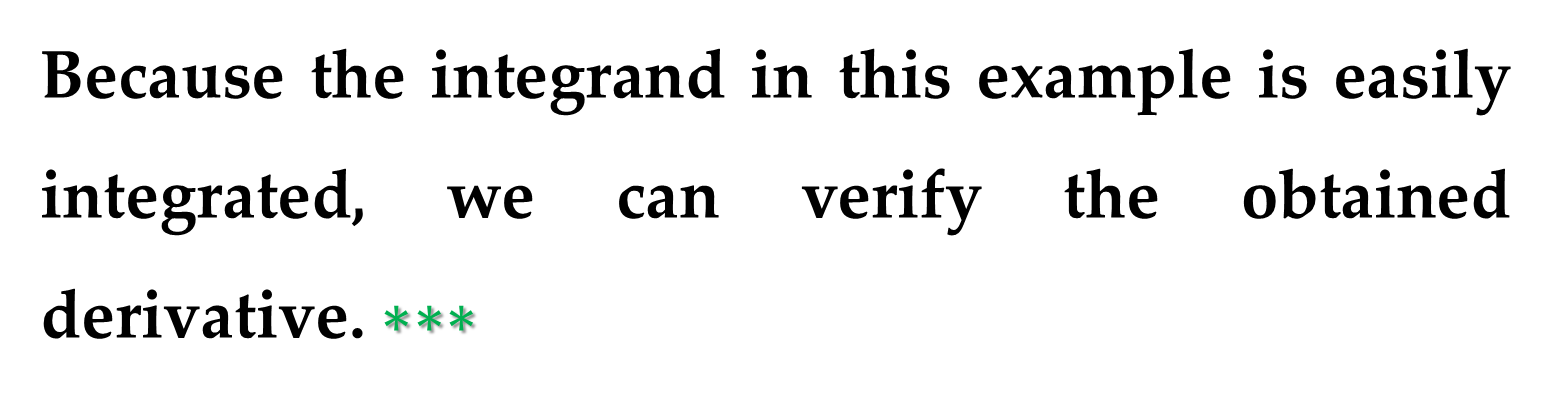 Because the integrand in this example is easily
integrated, we can verify the obtained
derivative. ***